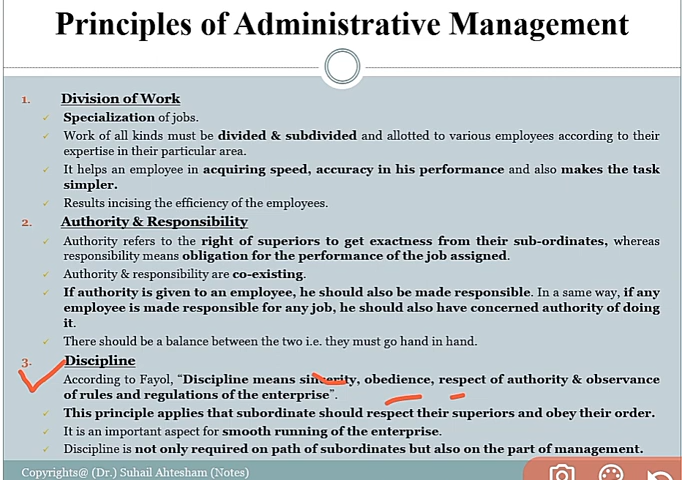 Principles of Administrative Management
1. Division of Work
✓ Specialization of jobs.
✓ Work of all kinds must be divided & subdivided and allotted to various employees according to their
expertise in their particular area.
✓ It helps an employee in acquiring speed, accuracy in his performance and also makes the task
simpler.
✓ Results incising the efficiency of the employees.
2. Authority & Responsibility
✓ Authority refers to the right of superiors to get exactness from their sub-ordinates, whereas
responsibility means obligation for the performance of the job assigned.
✓ Authority & responsibility are co-existing.
✓ If authority is given to an employee, he should also be made responsible. In a same way, if any
employee is made responsible for any job, he should also have concerned authority of doing
it.
✓ There should be a balance between the two i.e. they must go hand in hand.
3. Discipline
According to Fayol, “Discipline means sincerity, obedience, respect of authority & observance
of rules and regulations of the enterprise”.
✓ This principle applies that subordinate should respect their superiors and obey their order.
✓ It is an important aspect for smooth running of the enterprise.
✓ Discipline is not only required on path of subordinates but also on the part of management.
Copyrights@ (Dr.) Suhail Ahtesham (Notes)